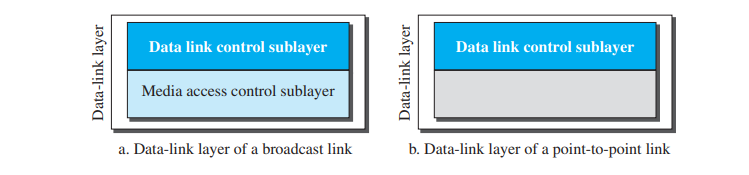 Data-link layer
Data link control sublayer
Media access control sublayer
a. Data-link layer of a broadcast link
Data-link layer
Data link control sublayer
b. Data-link layer of a point-to-point link